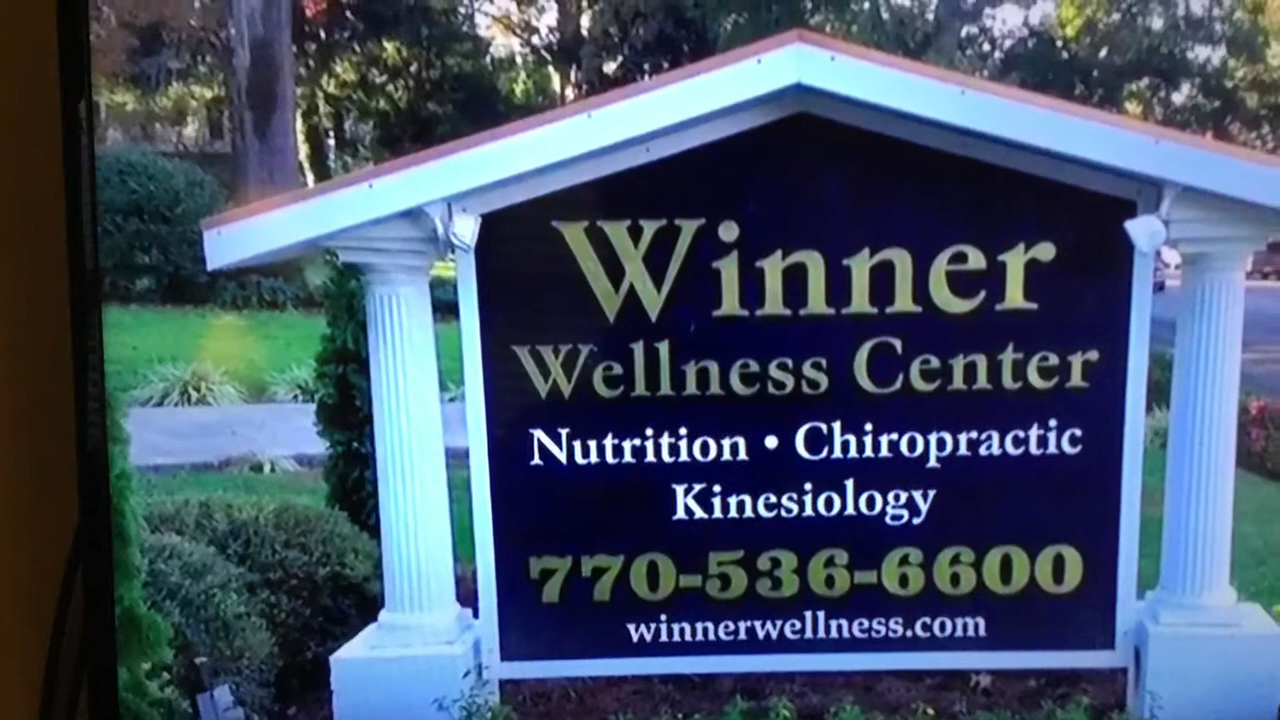 Winner
Wellness Center
Nutrition • Chiropractic
Kinesiology
770-536-6600
winnerwellness.com